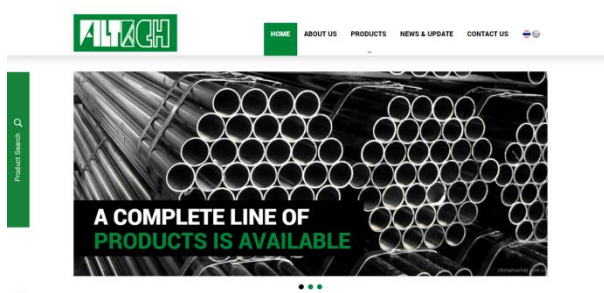 ALTECH
HOME ABOUT US PRODUCTS NEWS & UPDATE CONTACT US
Product Search
A COMPLETE LINE OF
PRODUCTS IS AVAILABLE